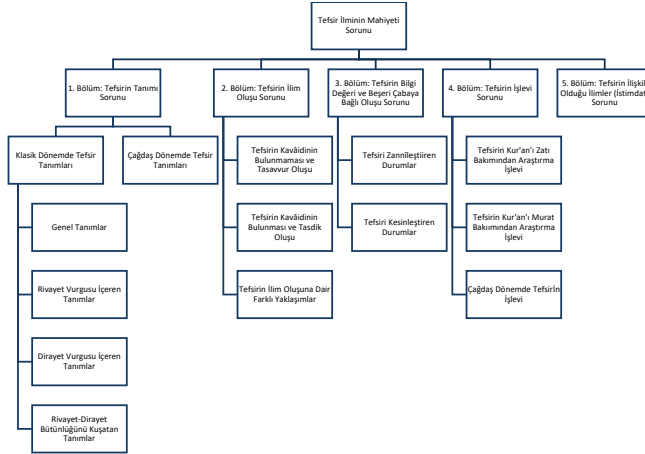 Tefsir İlminin Mahiyeti
Sorunu
1. Bölüm: Tefsirin Tanımı
Sorunu
2. Bölüm: Tefsirin İlim
Oluşu Sorunu
3. Bölüm: Tefsirin Bilgi
Değeri ve Beşeri Çabaya
Bağlı Oluşu Sorunu
4. Bölüm: Tefsirin İşlevi
Sorunu
5. Bölüm: Tefsirin İlişkili
Olduğu İlimler (İstimdat)
Sorunu
Klasik Dönemde Tefsir
Tanımları
Çağdaş Dönemde Tefsir
Tanımları
Genel Tanımlar
Rivayet Vurgusu İçeren
Tanımlar
Dirayet Vurgusu İçeren
Tanımlar
Rivayet-Dirayet
Bütünlüğünü Kuşatan
Tanımlar
Tefsirin Kavâidinin
Bulunmaması ve
Tasavvur Oluşu
Tefsirin Kavâidinin
Bulunması ve Tasdik
Oluşu
Tefsirin İlim Oluşuna Dair
Farklı Yaklaşımlar
Tefsiri Zannîleştiiren
Durumlar
Tefsiri Kesinleştiren
Durumlar
Tefsirin Kur'an'ı Zatı
Bakımından Araştırma
İşlevi
Tefsirin Kur'an'ı Murat
Bakımından Araştırma
İşlevi
Çağdaş Dönemde Tefsirİn
İşlevi